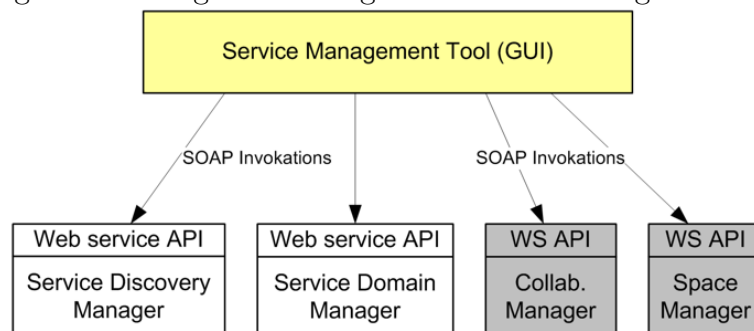 Service Management Tool (GUI)
SOAP Invokations
SOAP Invokations
Web service API
Web service API
WS API
WS API
Service Discovery
Manager
Service Domain
Manager
Collab.
Manager
Space
Manager